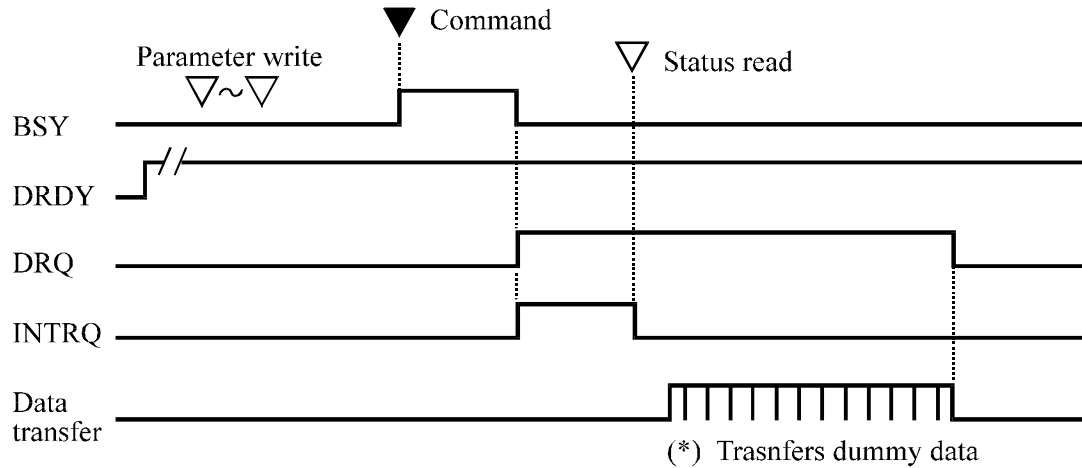 Command
Parameter write
Status read
~
BSY
DRDY
DRQ
INTRQ
Data
transfer
(*) Trasnfers dummy data